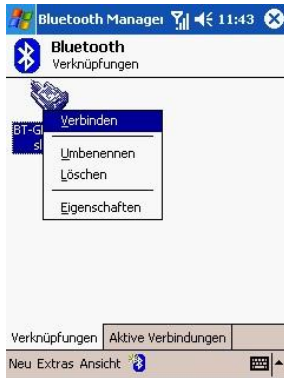 Bluetooth Manager 11:43
Bluetooth
Verknüpfungen
Verbinden
Umbenennen
Löschen
Eigenschaften
Verknüpfungen Aktive Verbindungen
Neu Extras Ansicht